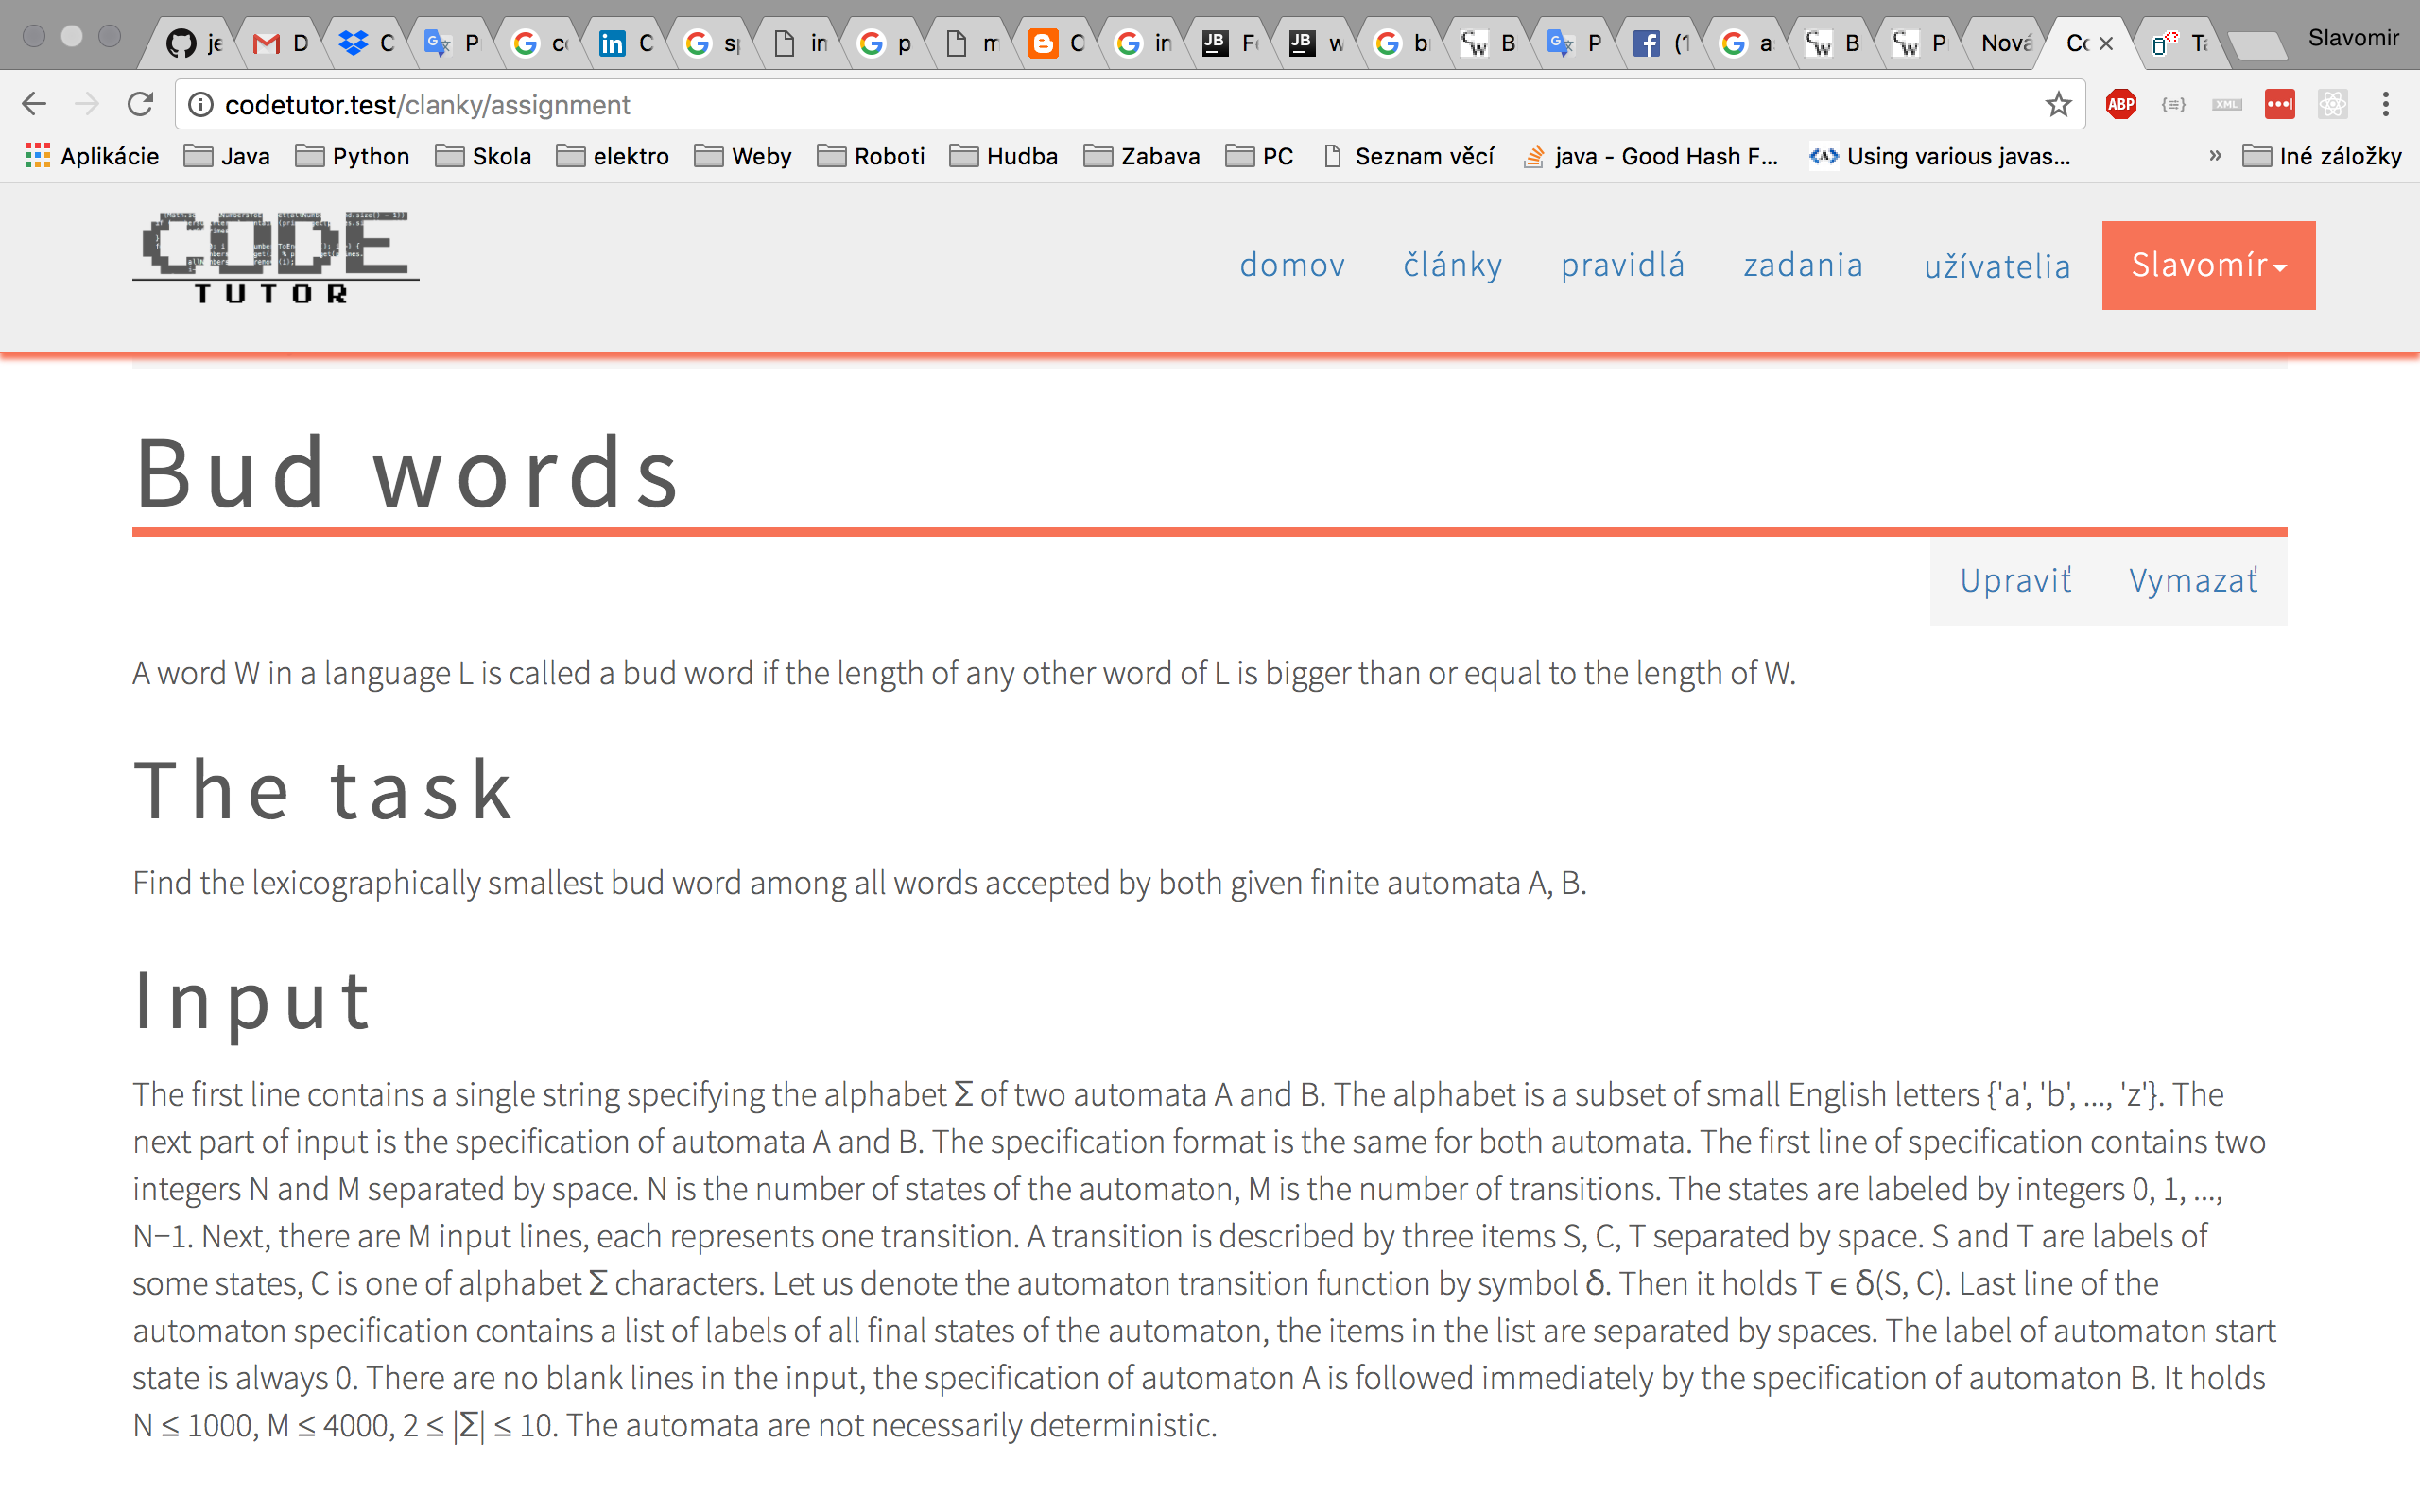 je D C P co C sp in p m O in F w b B P (1 a B P Nová Co Ta Slavomir
codetutor.test/clanky/assignment
Aplikácie Java Python Skola elektro Weby Roboti Hudba Zabava PC Seznam věcí java - Good Hash F... Using various javas... » Iné záložky
CODE
TUTOR
domov články pravidlá zadania užívatelia Slavomír
Bud words
Upraviť Vymazať
A word W in a language L is called a bud word if the length of any other word of L is bigger than or equal to the length of W.
The task
Find the lexicographically smallest bud word among all words accepted by both given finite automata A, B.
Input
The first line contains a single string specifying the alphabet Σ of two automata A and B. The alphabet is a subset of small English letters {'a', 'b', ..., 'z'}. The
next part of input is the specification of automata A and B. The specification format is the same for both automata. The first line of specification contains two
integers N and M separated by space. N is the number of states of the automaton, M is the number of transitions. The states are labeled by integers 0, 1, ...,
N−1. Next, there are M input lines, each represents one transition. A transition is described by three items S, C, T separated by space. S and T are labels of
some states, C is one of alphabet Σ characters. Let us denote the automaton transition function by symbol δ. Then it holds T ∈ δ(S, C). Last line of the
automaton specification contains a list of labels of all final states of the automaton, the items in the list are separated by spaces. The label of automaton start
state is always 0. There are no blank lines in the input, the specification of automaton A is followed immediately by the specification of automaton B. It holds
N ≤ 1000, M ≤ 4000, 2 ≤ |Σ| ≤ 10. The automata are not necessarily deterministic.